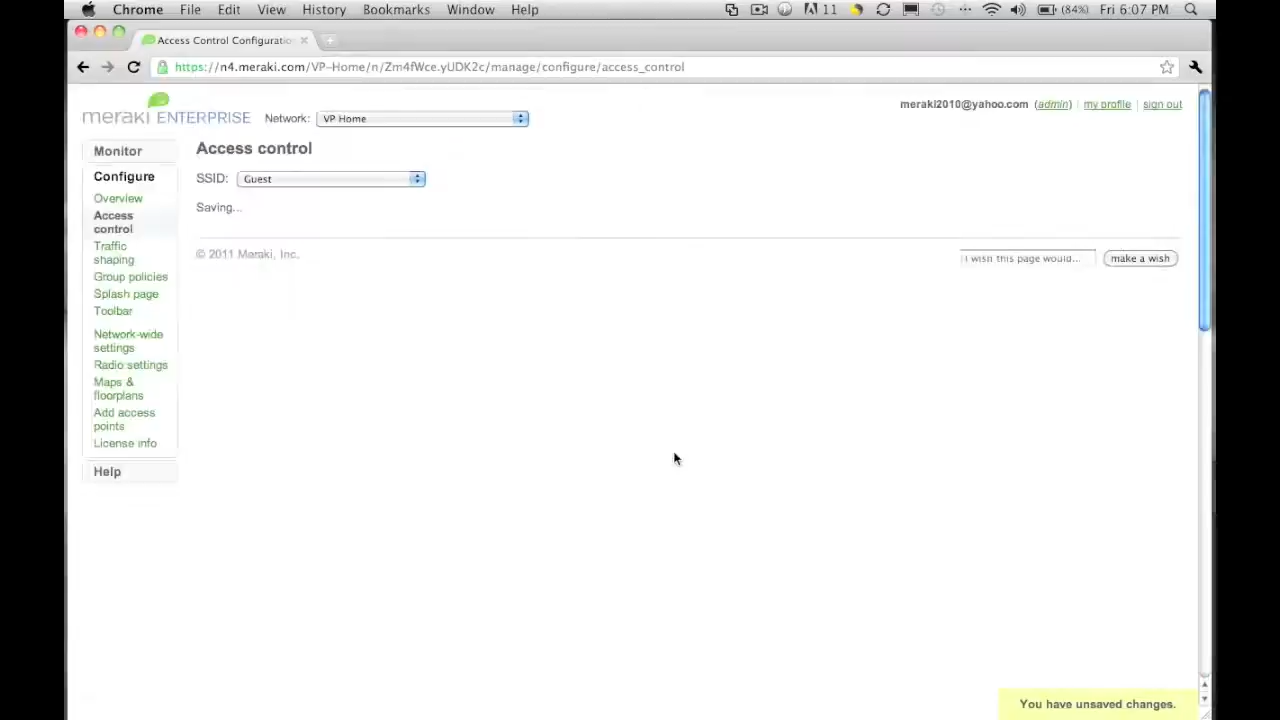 Chrome File Edit View History Bookmarks Window Help 11 (84%) Fri 6:07 PM
Access Control Configuratio
https://n4.meraki.com/VP-Home/n/Zm4fWce.yUDK2c/manage/configure/access_control
meraki2010@yahoo.com (admin) my profile sign out
meraki ENTERPRISE Network: VP Home
Monitor
Configure
Overview
Access
control
Traffic
shaping
Group policies
Splash page
Toolbar
Network-wide
settings
Radio settings
Maps &
floorplans
Add access
points
License info
Help
Access control
SSID: Guest
Saving...
© 2011 Meraki, Inc.
I wish this page would... make a wish
You have unsaved changes.